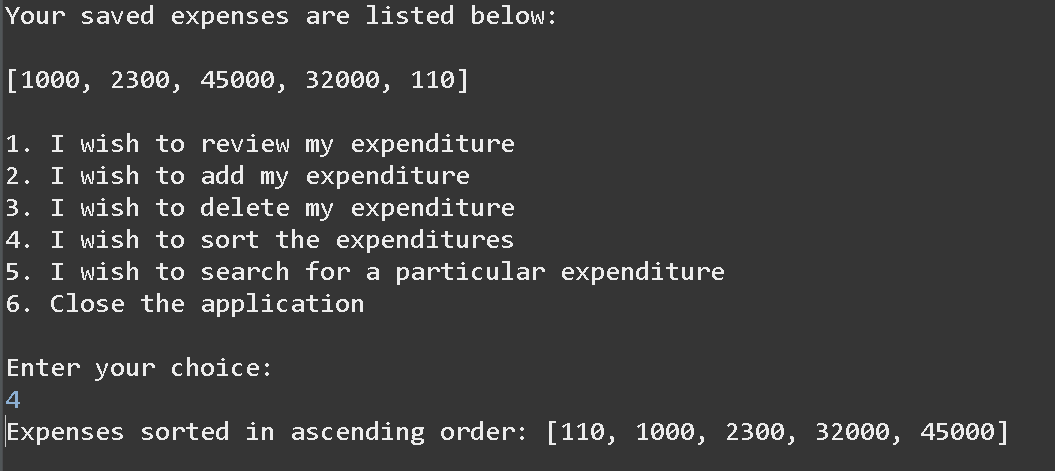 Your saved expenses are listed below:
[1000, 2300, 45000, 32000, 110]
1. I wish to review my expenditure
2. I wish to add my expenditure
3. I wish to delete my expenditure
4. I wish to sort the expenditures
5. I wish to search for a particular expenditure
6. Close the application
Enter your choice:
4
Expenses sorted in ascending order: [110, 1000, 2300, 32000, 45000]